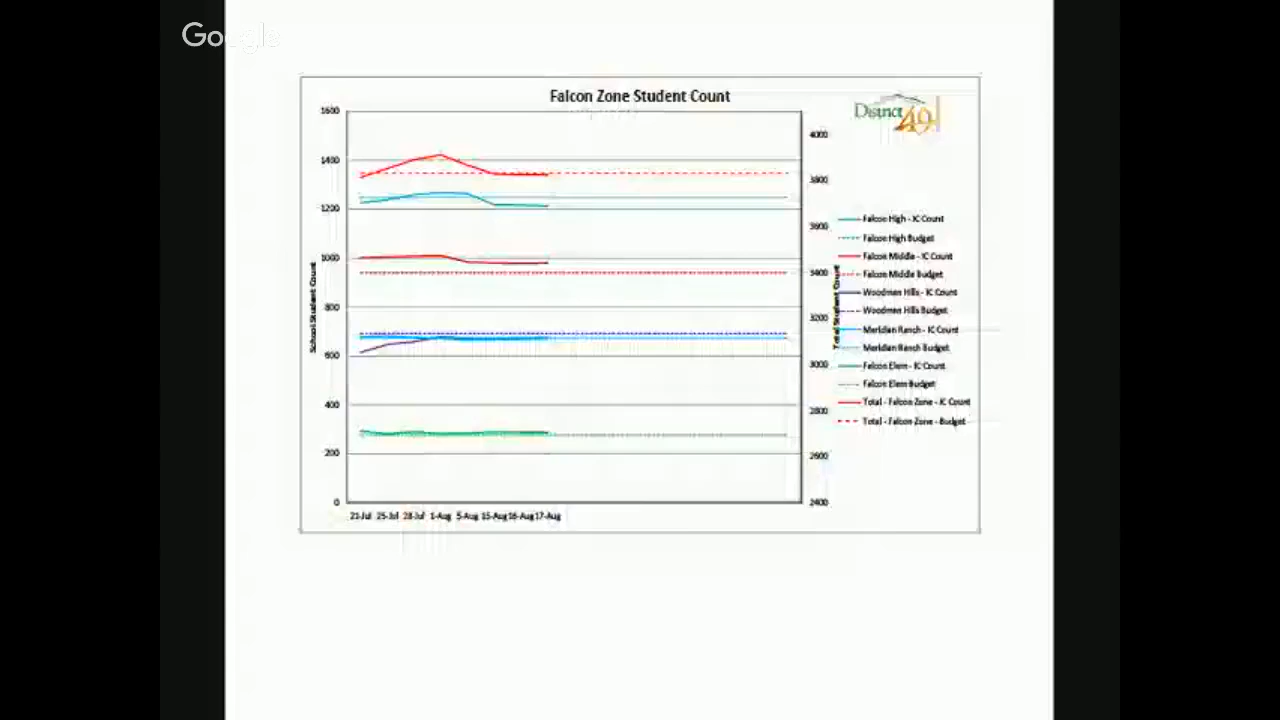 Google
Falcon Zone Student Count
District
49
1600
1400
1200
1000
800
600
400
200
0
School Student Count
21-Jul 25-Jul 28-Jul 1-Aug 5-Aug 15-Aug 16-Aug 17-Aug
4000
3800
3600
3400
3200
3000
2800
2600
2400
Total Student Count
Falcon High - IC Count
Falcon High Budget
Falcon Middle - IC Count
Falcon Middle Budget
Woodmen Hills - IC Count
Woodmen Hills Budget
Meridian Ranch - IC Count
Meridian Ranch Budget
Falcon Elem - IC Count
Falcon Elem Budget
Total - Falcon Zone - IC Count
Total - Falcon Zone - Budget